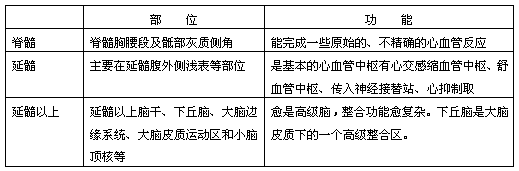 部 位 功 能
脊髓 脊髓胸腰段及骶部灰质侧角 能完成一些原始的、不精确的心血管反应
延髓 主要在延髓腹外侧浅表等部位 是基本的心血管中枢有心交感缩血管中枢、舒
血管中枢、传入神经接替站、心抑制取
延髓以上 延髓以上脑干、下丘脑、大脑边 愈是高级脑，整合功能愈复杂。下丘脑是大脑
缘系统、大脑皮质运动区和小脑 皮质下的一个高级整合区。
顶核等